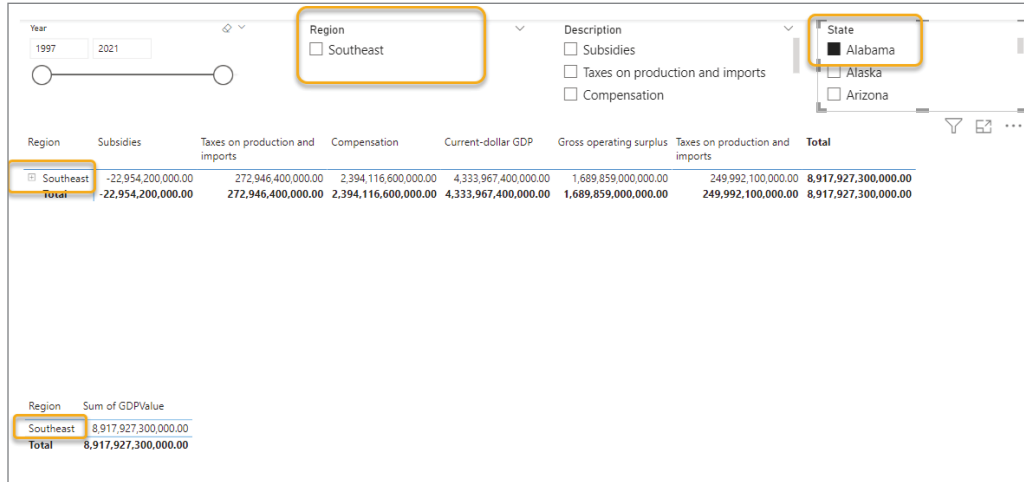 Year
1997 2021
Region
Southeast
Description
Subsidies
Taxes on production and imports
Compensation
State
Alabama
Alaska
Arizona
Region Subsidies Taxes on production and imports Compensation Current-dollar GDP Gross operating surplus Taxes on production and imports Total
Southeast -22,954,200,000.00 272,946,400,000.00 2,394,116,600,000.00 4,333,967,400,000.00 1,689,859,000,000.00 249,992,100,000.00 8,917,927,300,000.00
Total -22,954,200,000.00 272,946,400,000.00 2,394,116,600,000.00 4,333,967,400,000.00 1,689,859,000,000.00 249,992,100,000.00 8,917,927,300,000.00
Region Sum of GDPValue
Southeast 8,917,927,300,000.00
Total 8,917,927,300,000.00